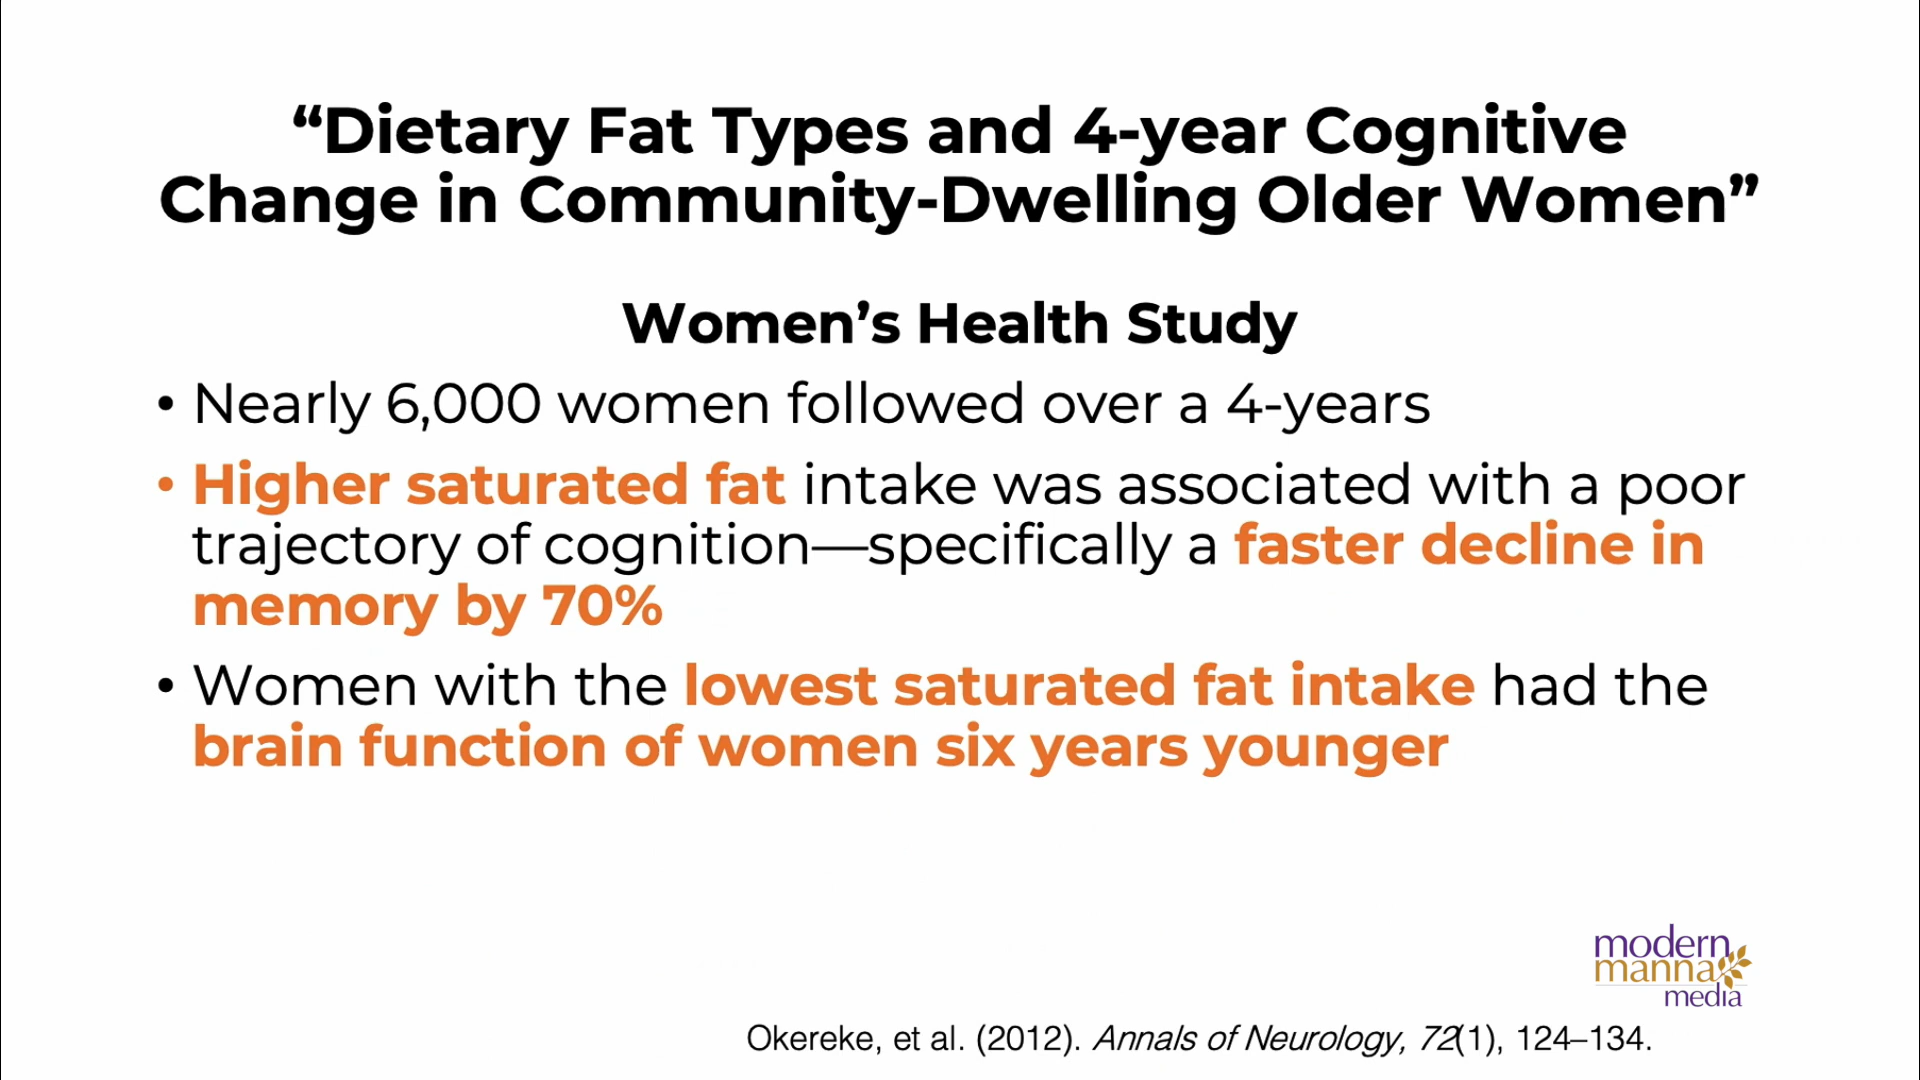 “Dietary Fat Types and 4-year Cognitive
Change in Community-Dwelling Older Women”
Women’s Health Study
• Nearly 6,000 women followed over a 4-years
• Higher saturated fat intake was associated with a poor
trajectory of cognition—specifically a faster decline in
memory by 70%
• Women with the lowest saturated fat intake had the
brain function of women six years younger
modern
manna
media
Okereke, et al. (2012). Annals of Neurology, 72(1), 124–134.